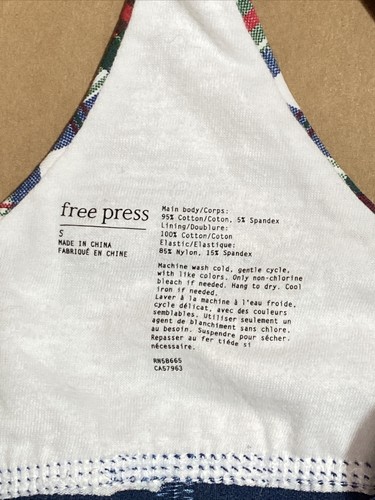 free press
S
MADE IN CHINA
FABRIQUÉ EN CHINE
Main body/Corps:
95% Cotton/Coton, 5% Spandex
Lining/Doublure:
100% Cotton/Coton
Elastic/Elastique:
85% Nylon, 15% Spandex
Machine wash cold, gentle cycle,
with like colors. Only non-chlorine
bleach if needed. Hang to dry. Cool
iron if needed.
Laver à la machine à l'eau froide,
cycle délicat, avec des couleurs
semblables. Utiliser seulement un
agent de blanchiment sans chlore,
au besoin. Suspendre pour sécher.
Repasser au fer tiède si
nécessaire.
RN58665
CA57963